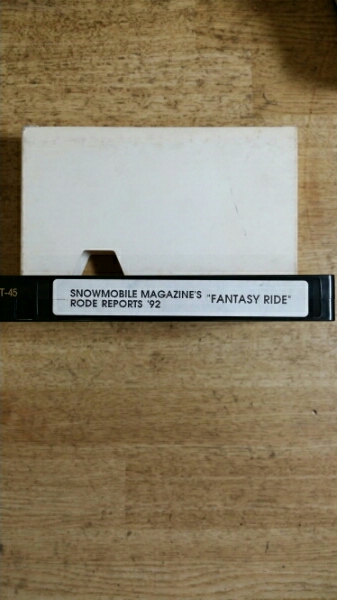 T-45
SNOWMOBILE MAGAZINE'S
RODE REPORTS '92
"FANTASY RIDE"